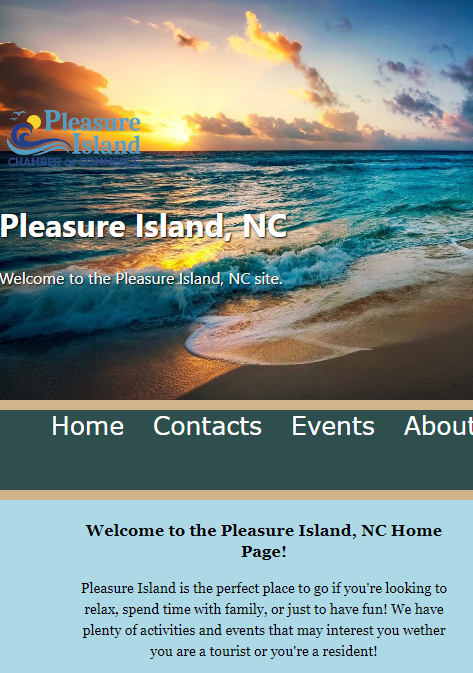 Pleasure
Island
CHAMBER OF COMMERCE
Pleasure Island, NC
Welcome to the Pleasure Island, NC site.
Home Contacts Events About
Welcome to the Pleasure Island, NC Home
Page!
Pleasure Island is the perfect place to go if you're looking to
relax, spend time with family, or just to have fun! We have
plenty of activities and events that may interest you wether
you are a tourist or you're a resident!